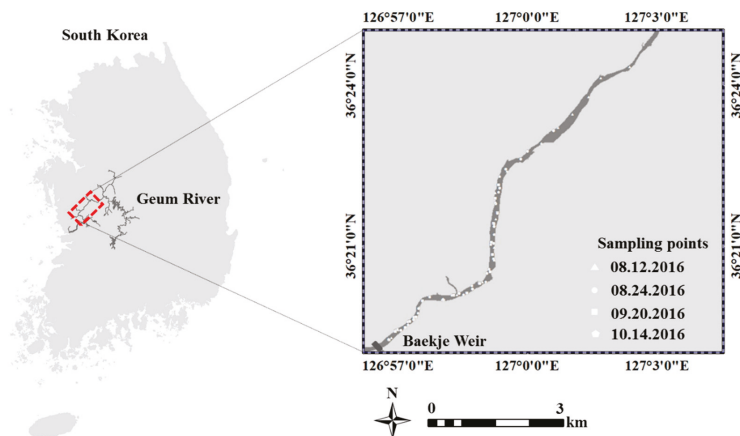 South Korea
Geum River
126°57'0"E 127°0'0"E 127°3'0"E
36°24'0"N
36°21'0"N
36°24'0"N
36°21'0"N
Sampling points
08.12.2016
08.24.2016
09.20.2016
10.14.2016
Baekje Weir
126°57'0"E 127°0'0"E 127°3'0"E
N
0 3
km